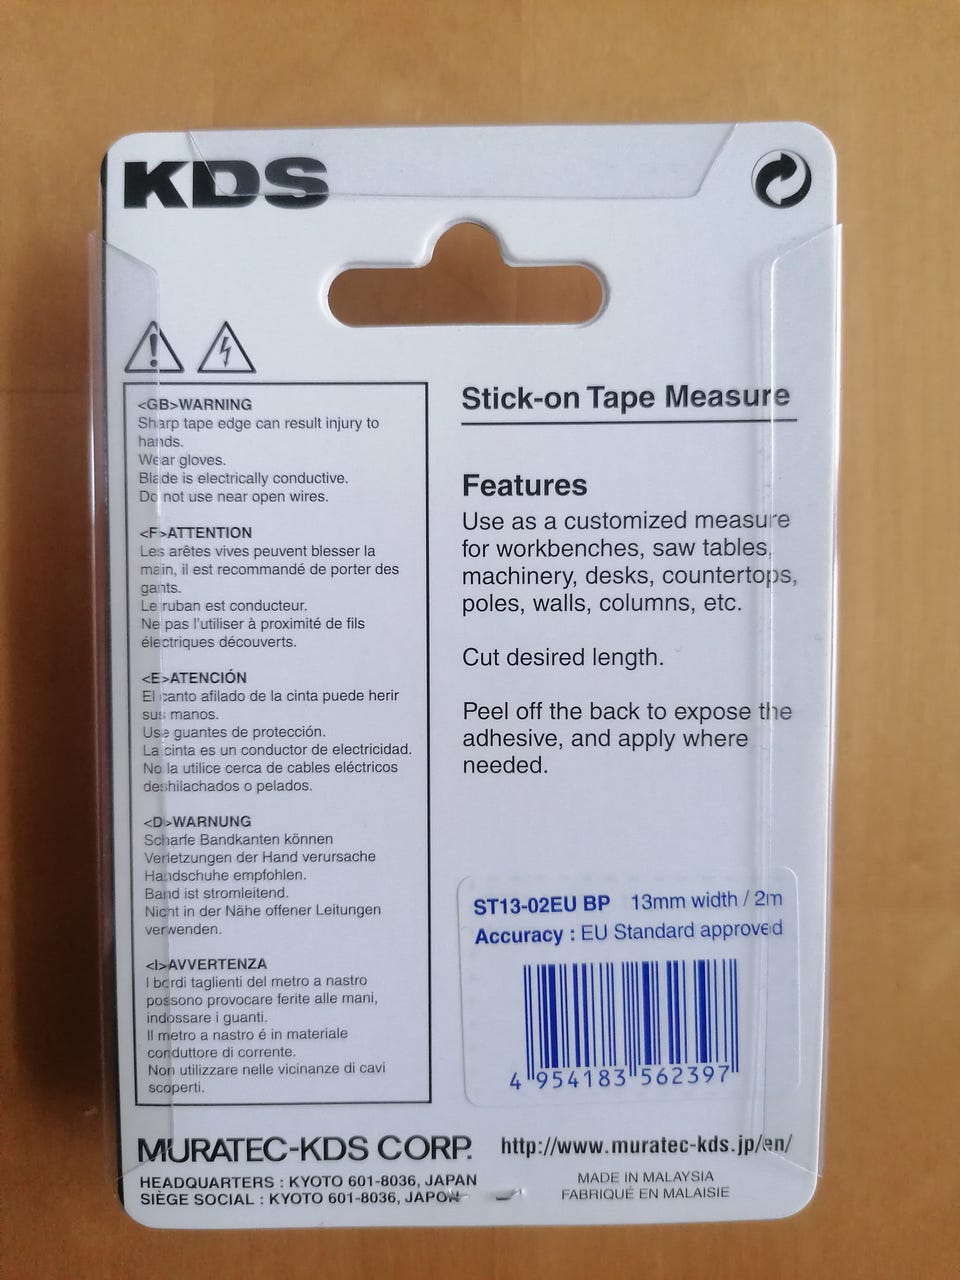 KDS
<GB>WARNING
Sharp tape edge can result injury to
hands.
Wear gloves.
Blade is electrically conductive.
Do not use near open wires.
<F>ATTENTION
Les arêtes vives peuvent blesser la
main, il est recommandé de porter des
gants.
Le ruban est conducteur.
Ne pas l'utiliser à proximité de fils
électriques découverts.
<E>ATENCIÓN
El canto afilado de la cinta puede herir
sus manos.
Use guantes de protección.
La cinta es un conductor de electricidad.
No la utilice cerca de cables eléctricos
deshilachados o pelados.
<D>WARNUNG
Scharfe Bandkanten können
Verletzungen der Hand verursache
Handschuhe empfohlen.
Band ist stromleitend.
Nicht in der Nähe offener Leitungen
verwenden.
<I>AVVERTENZA
I bordi taglienti del metro a nastro
possono provocare ferite alle mani,
indossare i guanti.
Il metro a nastro é in materiale
conduttore di corrente.
Non utilizzare nelle vicinanze di cavi
scoperti.
Stick-on Tape Measure
Features
Use as a customized measure
for workbenches, saw tables,
machinery, desks, countertops,
poles, walls, columns, etc.
Cut desired length.
Peel off the back to expose the
adhesive, and apply where
needed.
ST13-02EU BP 13mm width / 2m
Accuracy : EU Standard approved
4 954183 562397
MURATEC-KDS CORP.
HEADQUARTERS : KYOTO 601-8036, JAPAN
SIÈGE SOCIAL : KYOTO 601-8036, JAPON
http://www.muratec-kds.jp/en/
MADE IN MALAYSIA
FABRIQUÉ EN MALAISIE